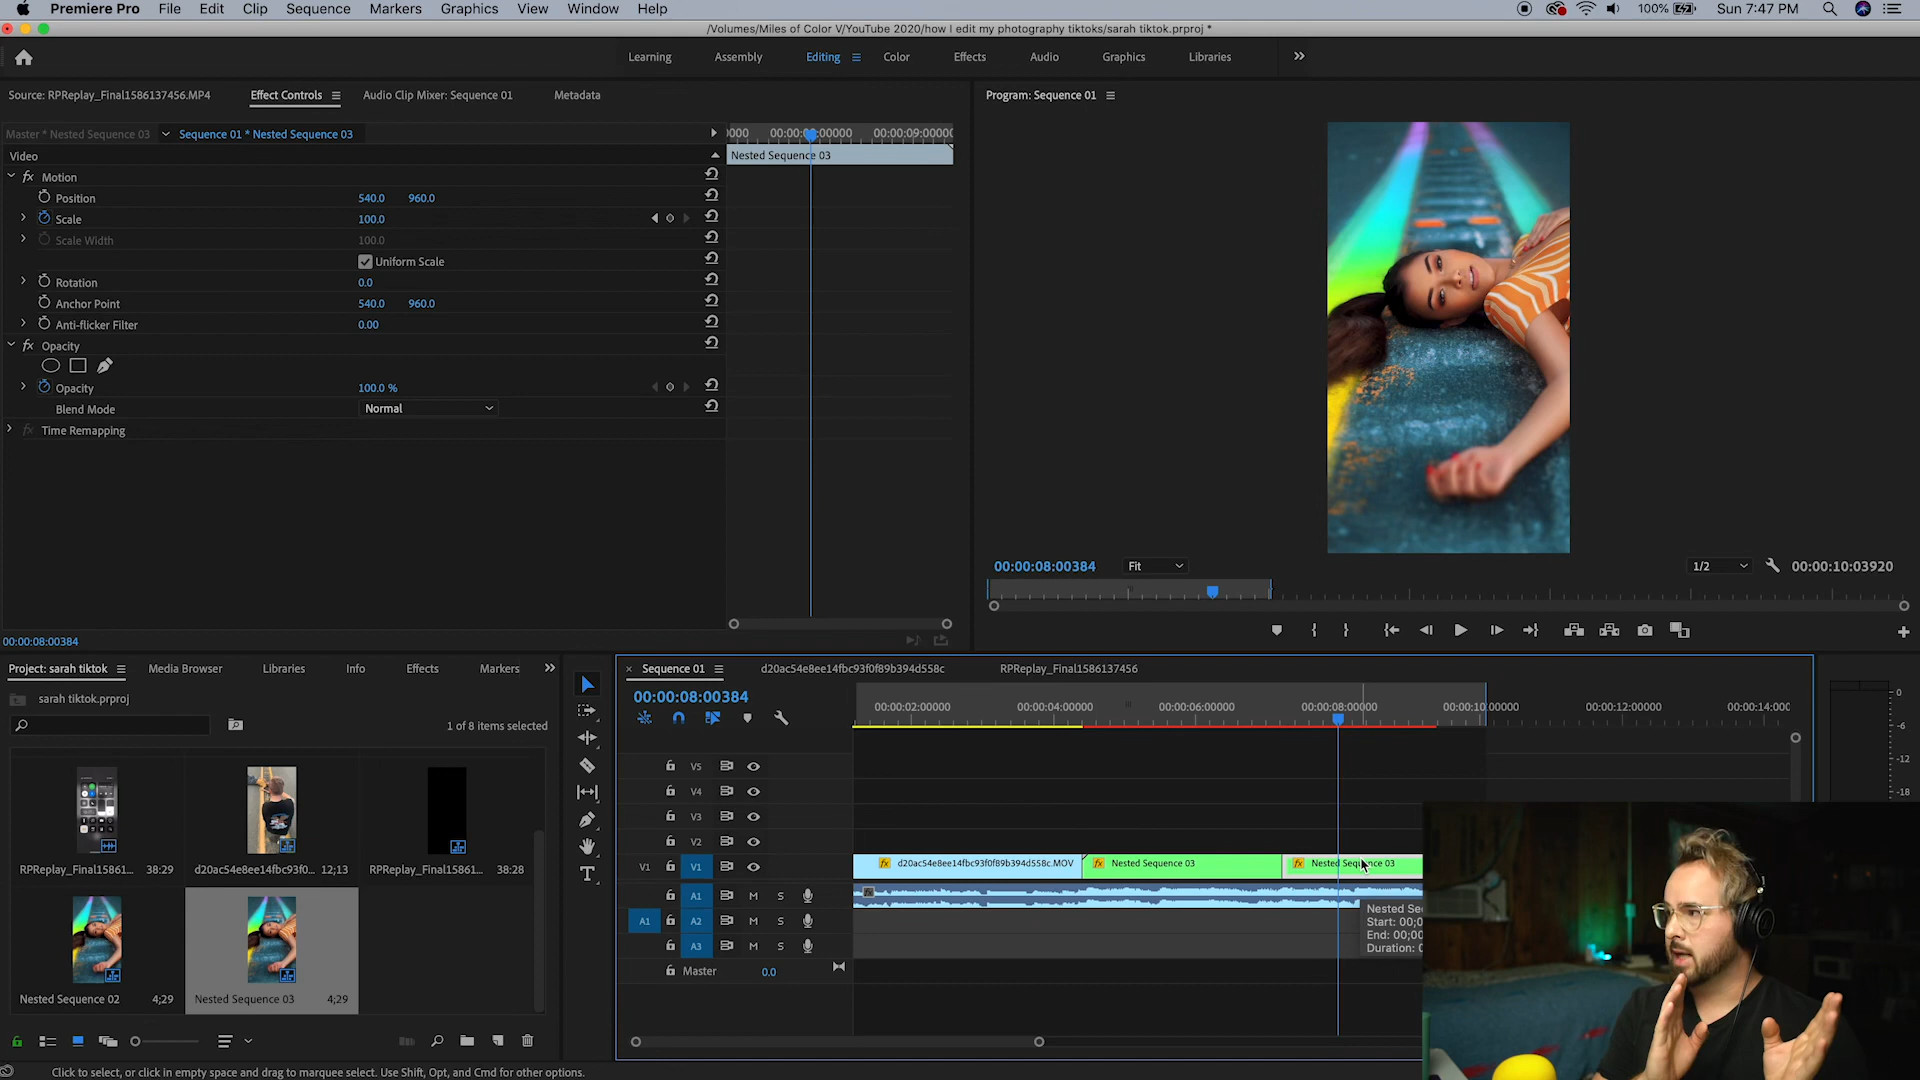 Premiere Pro File Edit Clip Sequence Markers Graphics View Window Help 100% Sun 7:47 PM
/Volumes/Miles of Color V/YouTube 2020/how I edit my photography tiktoks/sarah tiktok.prproj *
Learning Assembly Editing Color Effects Audio Graphics Libraries
Source: RPReplay_Final1586137456.MP4 Effect Controls Audio Clip Mixer: Sequence 01 Metadata
Program: Sequence 01
Master * Nested Sequence 03 Sequence 01 * Nested Sequence 03
Video
Nested Sequence 03
fx Motion
Position 540.0 960.0
Scale 100.0
Scale Width 100.0
Uniform Scale
Rotation 0.0
Anchor Point 540.0 960.0
Anti-flicker Filter 0.00
fx Opacity
Opacity 100.0 %
Blend Mode Normal
fx Time Remapping
00:00:08:00384
00:00:08:00384 Fit 1/2 00:00:10:03920
Project: sarah tiktok Media Browser Libraries Info Effects Markers
sarah tiktok.prproj
1 of 8 items selected
RPReplay_Final15861... 38:29
d20ac54e8ee14fbc93f0... 12;13
RPReplay_Final15861... 38:28
Nested Sequence 02 4;29
Nested Sequence 03 4;29
× Sequence 01 d20ac54e8ee14fbc93f0f89b394d558c RPReplay_Final1586137456
00:00:08:00384
00:00:02:00000 00:00:04:00000 00:00:06:00000 00:00:08:00000 00:00:10:00000 00:00:12:00000 00:00:14:000
V5
V4
V3
V2
V1 V1 fx d20ac54e8ee14fbc93f0f89b394d558c.MOV fx Nested Sequence 03 fx Nested Sequence 03
A1 M S
A1 A2 M S
A3 M S
Master 0.0
Nested Se
Start: 00;0
End: 00;00
Duration: 0
0
-6
-12
-18
Click to select, or click in empty space and drag to marquee select. Use Shift, Opt, and Cmd for other options.